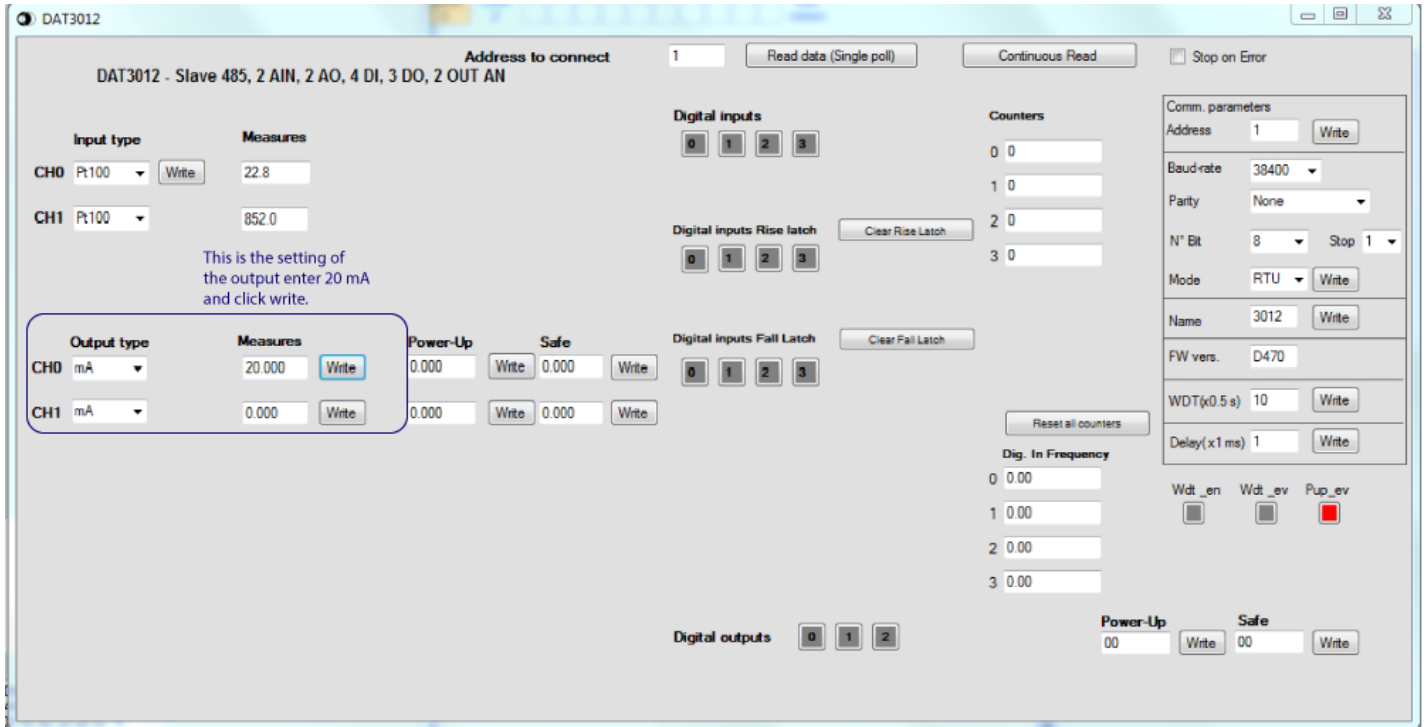 DAT3012
DAT3012 - Slave 485, 2 AIN, 2 AO, 4 DI, 3 DO, 2 OUT AN
Address to connect 1 Read data (Single poll) Continuous Read Stop on Error
Input type Measures
CH0 Pt100 Write 22.8
CH1 Pt100 852.0
This is the setting of
the output enter 20 mA
and click write.
Output type Measures Power-Up Safe
CH0 mA 20.000 Write 0.000 Write 0.000 Write
CH1 mA 0.000 Write 0.000 Write 0.000 Write
Digital inputs
0 1 2 3
Digital inputs Rise latch Clear Rise Latch
0 1 2 3
Digital inputs Fall Latch Clear Fall Latch
0 1 2 3
Digital outputs 0 1 2
Counters
0 0
1 0
2 0
3 0
Reset all counters
Dig. In Frequency
0 0.00
1 0.00
2 0.00
3 0.00
Comm. parameters
Address 1 Write
Baud-rate 38400
Parity None
N° Bit 8 Stop 1
Mode RTU Write
Name 3012 Write
FW vers. D470
WDT(x0.5 s) 10 Write
Delay( x1 ms) 1 Write
Wdt _en Wdt _ev Pup_ev
Power-Up Safe
00 Write 00 Write